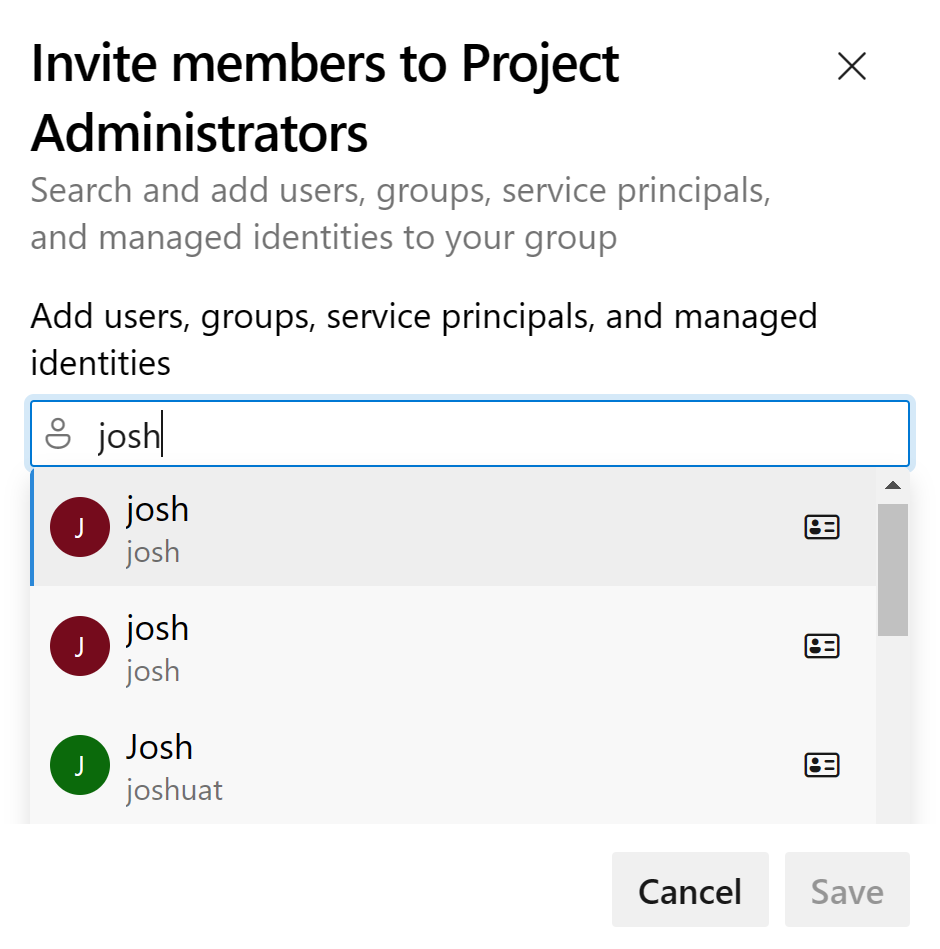 Invite members to Project
Administrators
Search and add users, groups, service principals,
and managed identities to your group
Add users, groups, service principals, and managed
identities
josh
J
josh
josh
J
josh
josh
J
Josh
joshuat
Cancel
Save